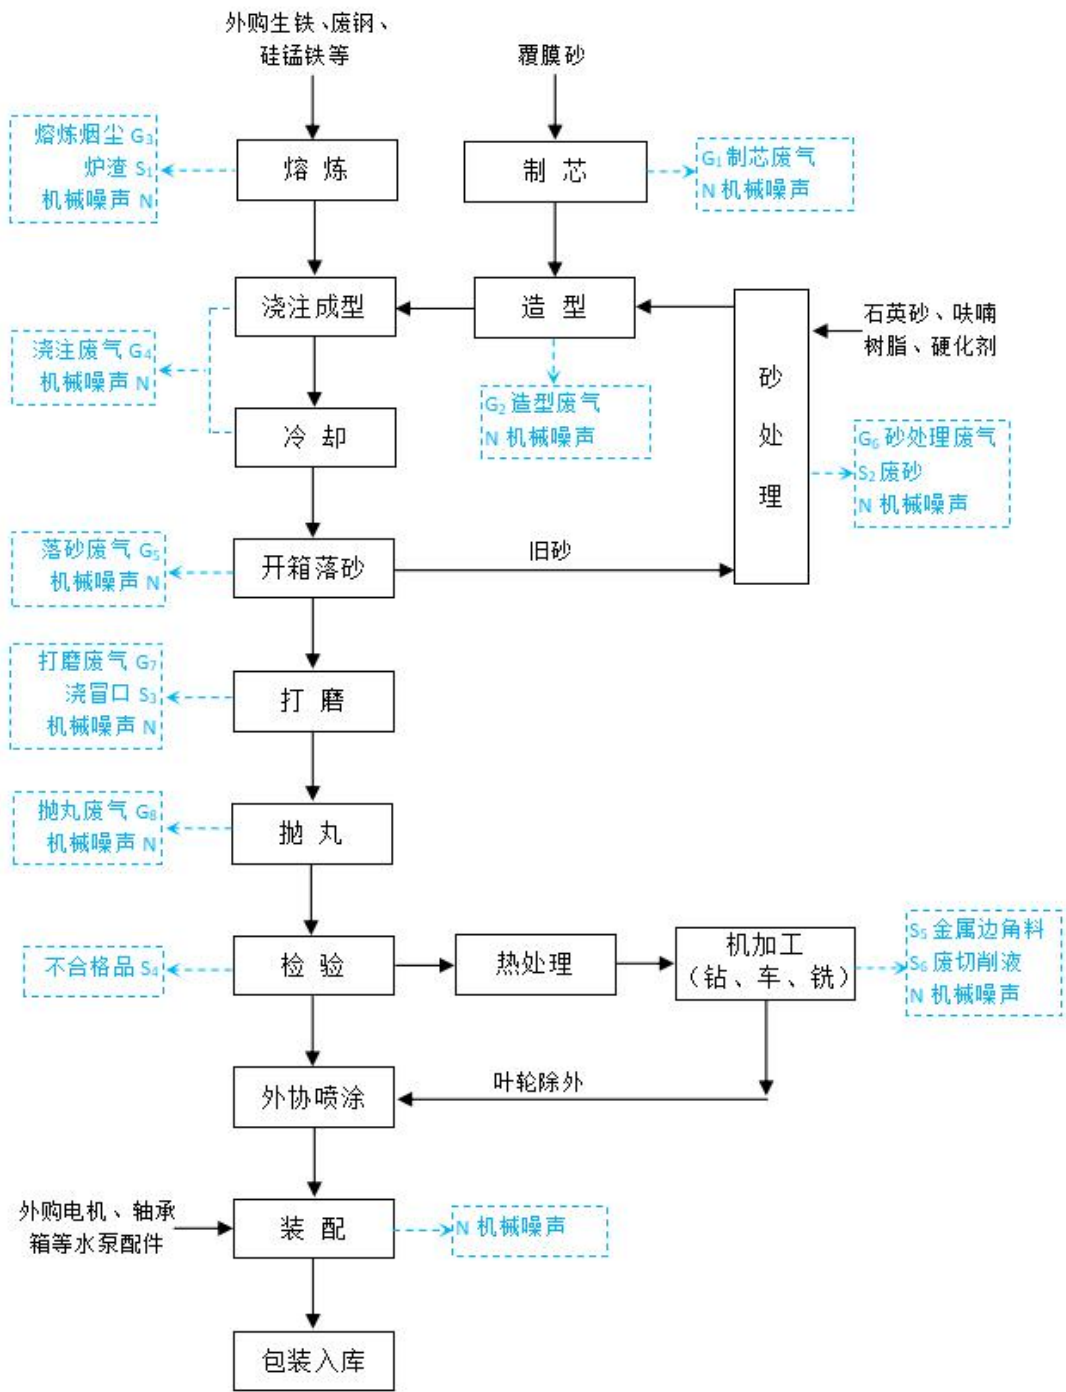 外购生铁、废钢、
硅锰铁等
覆膜砂
熔炼烟尘 G₃
炉渣 S₁
机械噪声 N
熔 炼
制 芯
G₁ 制芯废气
N 机械噪声
浇注成型
造 型
石英砂、呋喃
树脂、硬化剂
砂
处
理
浇注废气 G₄
机械噪声 N
G₂ 造型废气
N 机械噪声
冷 却
G₆ 砂处理废气
S₂ 废砂
N 机械噪声
落砂废气 G₅
机械噪声 N
开箱落砂
旧砂
打磨废气 G₇
浇冒口 S₃
机械噪声 N
打 磨
抛丸废气 G₈
机械噪声 N
抛 丸
不合格品 S₄
检 验
热处理
机加工
（钻、车、铣）
S₅ 金属边角料
S₆ 废切削液
N 机械噪声
外协喷涂
叶轮除外
外购电机、轴承
箱等水泵配件
装 配
N 机械噪声
包装入库